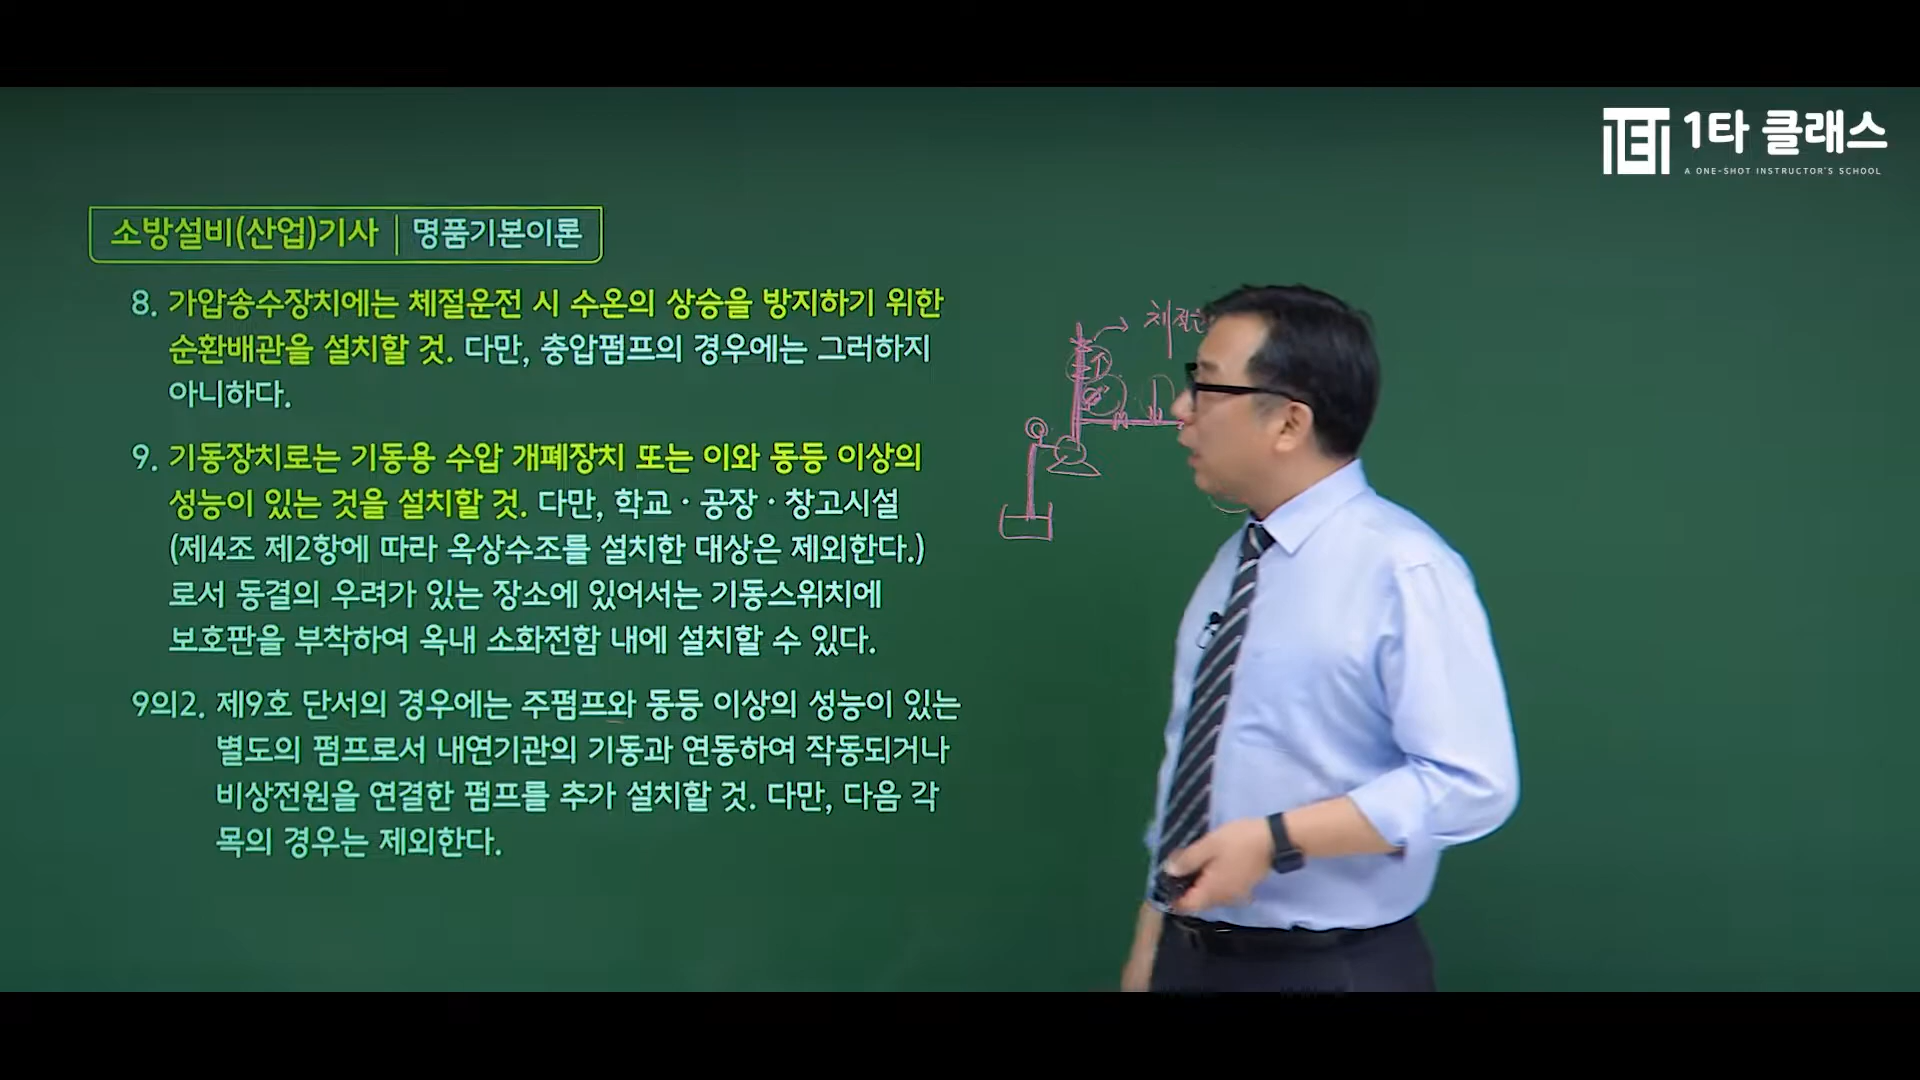 1타 클래스
A ONE-SHOT INSTRUCTOR'S SCHOOL
소방설비(산업)기사 | 명품기본이론
8. 가압송수장치에는 체절운전 시 수온의 상승을 방지하기 위한
순환배관을 설치할 것. 다만, 충압펌프의 경우에는 그러하지
아니하다.
9. 기동장치로는 기동용 수압 개폐장치 또는 이와 동등 이상의
성능이 있는 것을 설치할 것. 다만, 학교 · 공장 · 창고시설
(제4조 제2항에 따라 옥상수조를 설치한 대상은 제외한다.)
로서 동결의 우려가 있는 장소에 있어서는 기동스위치에
보호판을 부착하여 옥내 소화전함 내에 설치할 수 있다.
9의2. 제9호 단서의 경우에는 주펌프와 동등 이상의 성능이 있는
별도의 펌프로서 내연기관의 기동과 연동하여 작동되거나
비상전원을 연결한 펌프를 추가 설치할 것. 다만, 다음 각
목의 경우는 제외한다.
체절